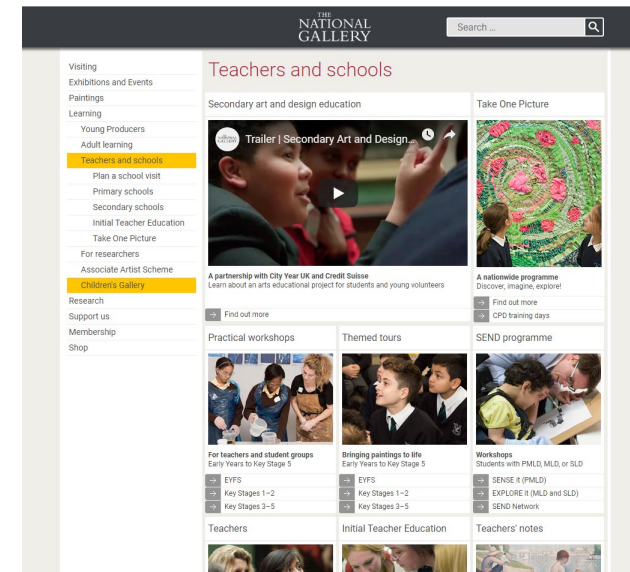 THE
NATIONAL
GALLERY
Search ...
Visiting
Exhibitions and Events
Paintings
Learning
Young Producers
Adult learning
Teachers and schools
Plan a school visit
Primary schools
Secondary schools
Initial Teacher Education
Take One Picture
For researchers
Associate Artist Scheme
Children's Gallery
Research
Support us
Membership
Shop
Teachers and schools
Secondary art and design education
Trailer | Secondary Art and Design...
A partnership with City Year UK and Credit Suisse
Learn about an arts educational project for students and young volunteers
Find out more
Take One Picture
A nationwide programme
Discover, imagine, explore!
Find out more
CPD training days
Practical workshops
For teachers and student groups
Early Years to Key Stage 5
EYFS
Key Stages 1–2
Key Stages 3–5
Themed tours
Bringing paintings to life
Early Years to Key Stage 5
EYFS
Key Stages 1–2
Key Stages 3–5
SEND programme
Workshops
Students with PMLD, MLD, or SLD
SENSE it (PMLD)
EXPLORE it (MLD and SLD)
SEND Network
Teachers
Initial Teacher Education
Teachers' notes